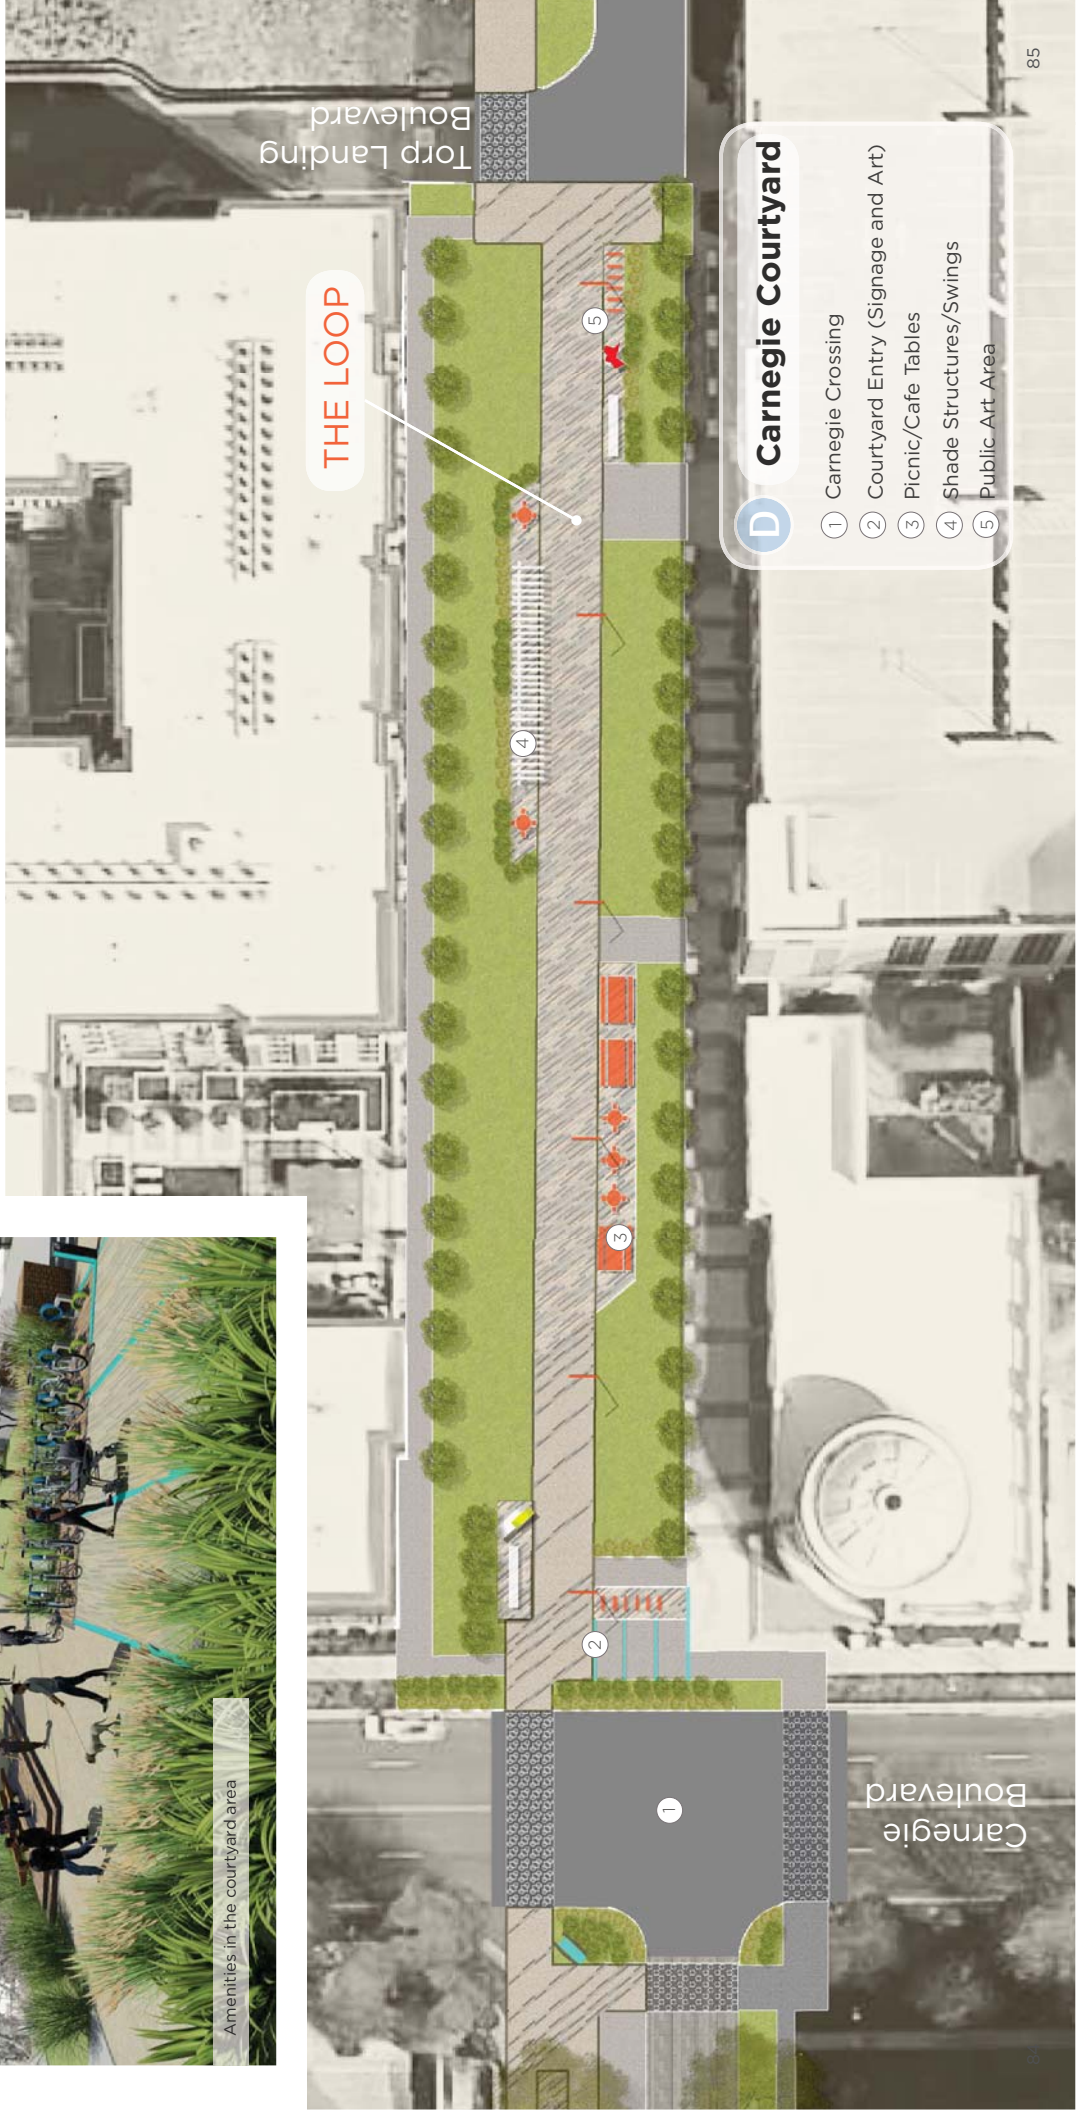 Amenities in the courtyard area
Torp Landing
Boulevard
THE LOOP
5
4
3
2
1
Carnegie
Boulevard
D Carnegie Courtyard
1 Carnegie Crossing
2 Courtyard Entry (Signage and Art)
3 Picnic/Cafe Tables
4 Shade Structures/Swings
5 Public Art Area
85